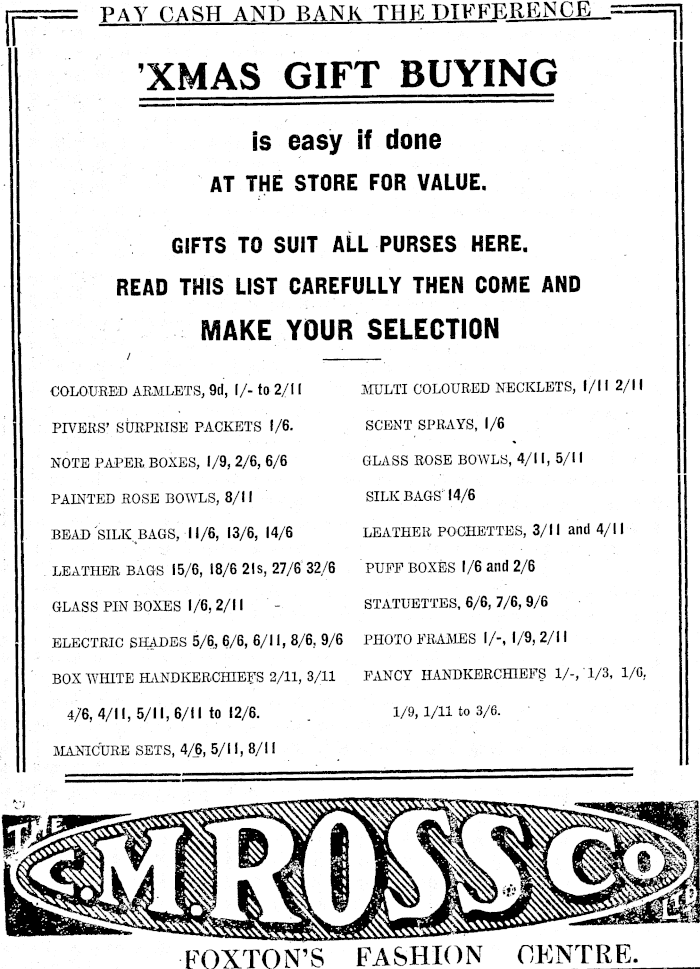 PAY CASH AND BANK THE DIFFERENCE
'XMAS GIFT BUYING
is easy if done
AT THE STORE FOR VALUE.
GIFTS TO SUIT ALL PURSES HERE.
READ THIS LIST CAREFULLY THEN COME AND
MAKE YOUR SELECTION
COLOURED ARMLETS, 9d, 1/- to 2/11
PIVERS' SURPRISE PACKETS 1/6.
NOTE PAPER BOXES, 1/9, 2/6, 6/6
PAINTED ROSE BOWLS, 8/11
BEAD SILK BAGS, 11/6, 13/6, 14/6
LEATHER BAGS 15/6, 18/6 21s, 27/6 32/6
GLASS PIN BOXES 1/6, 2/11
ELECTRIC SHADES 5/6, 6/6, 6/11, 8/6, 9/6
BOX WHITE HANDKERCHIEFS 2/11, 3/11
4/6, 4/11, 5/11, 6/11 to 12/6.
MANICURE SETS, 4/6, 5/11, 8/11
MULTI COLOURED NECKLETS, 1/11 2/11
SCENT SPRAYS, 1/6
GLASS ROSE BOWLS, 4/11, 5/11
SILK BAGS 14/6
LEATHER POCHETTES, 3/11 and 4/11
PUFF BOXES 1/6 and 2/6
STATUETTES, 6/6, 7/6, 9/6
PHOTO FRAMES 1/-, 1/9, 2/11
FANCY HANDKERCHIEFS 1/-, 1/3, 1/6,
1/9, 1/11 to 3/6.
THE
C.M. ROSS Co
FOXTON'S FASHION CENTRE.